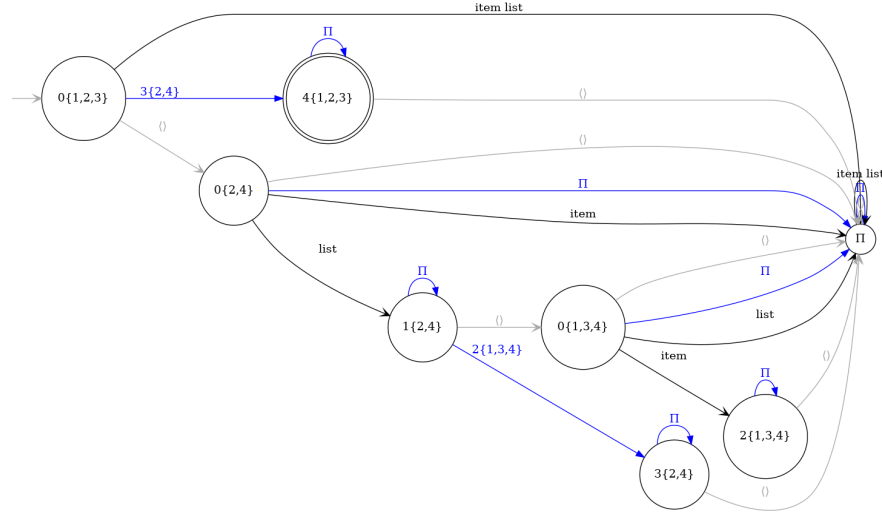 item list
Π
3{2,4}
0{1,2,3}
4{1,2,3}
⟨⟩
⟨⟩
⟨⟩
item list
0{2,4}
Π
Π
item
Π
list
⟨⟩
Π
Π
⟨⟩
list
1{2,4}
0{1,3,4}
2{1,3,4}
item
⟨⟩
Π
Π
2{1,3,4}
3{2,4}
⟨⟩